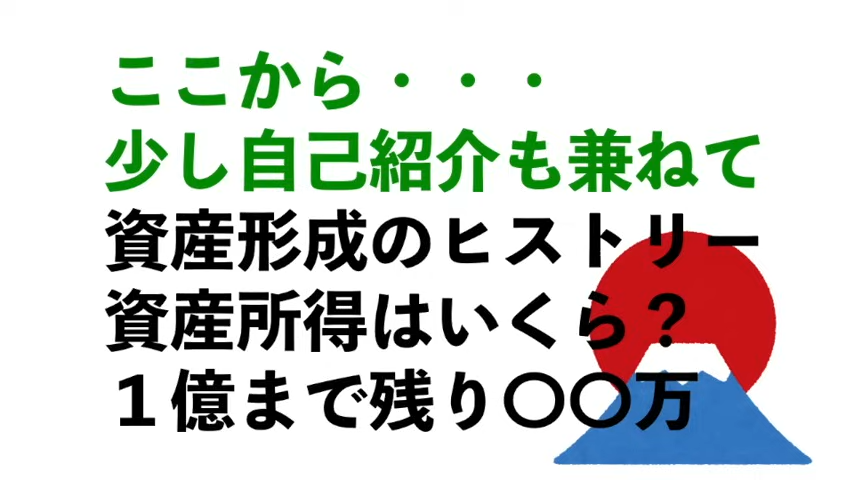 ここから・・・
少し自己紹介も兼ねて
資産形成のヒストリー
資産所得はいくら？
１億まで残り〇〇万